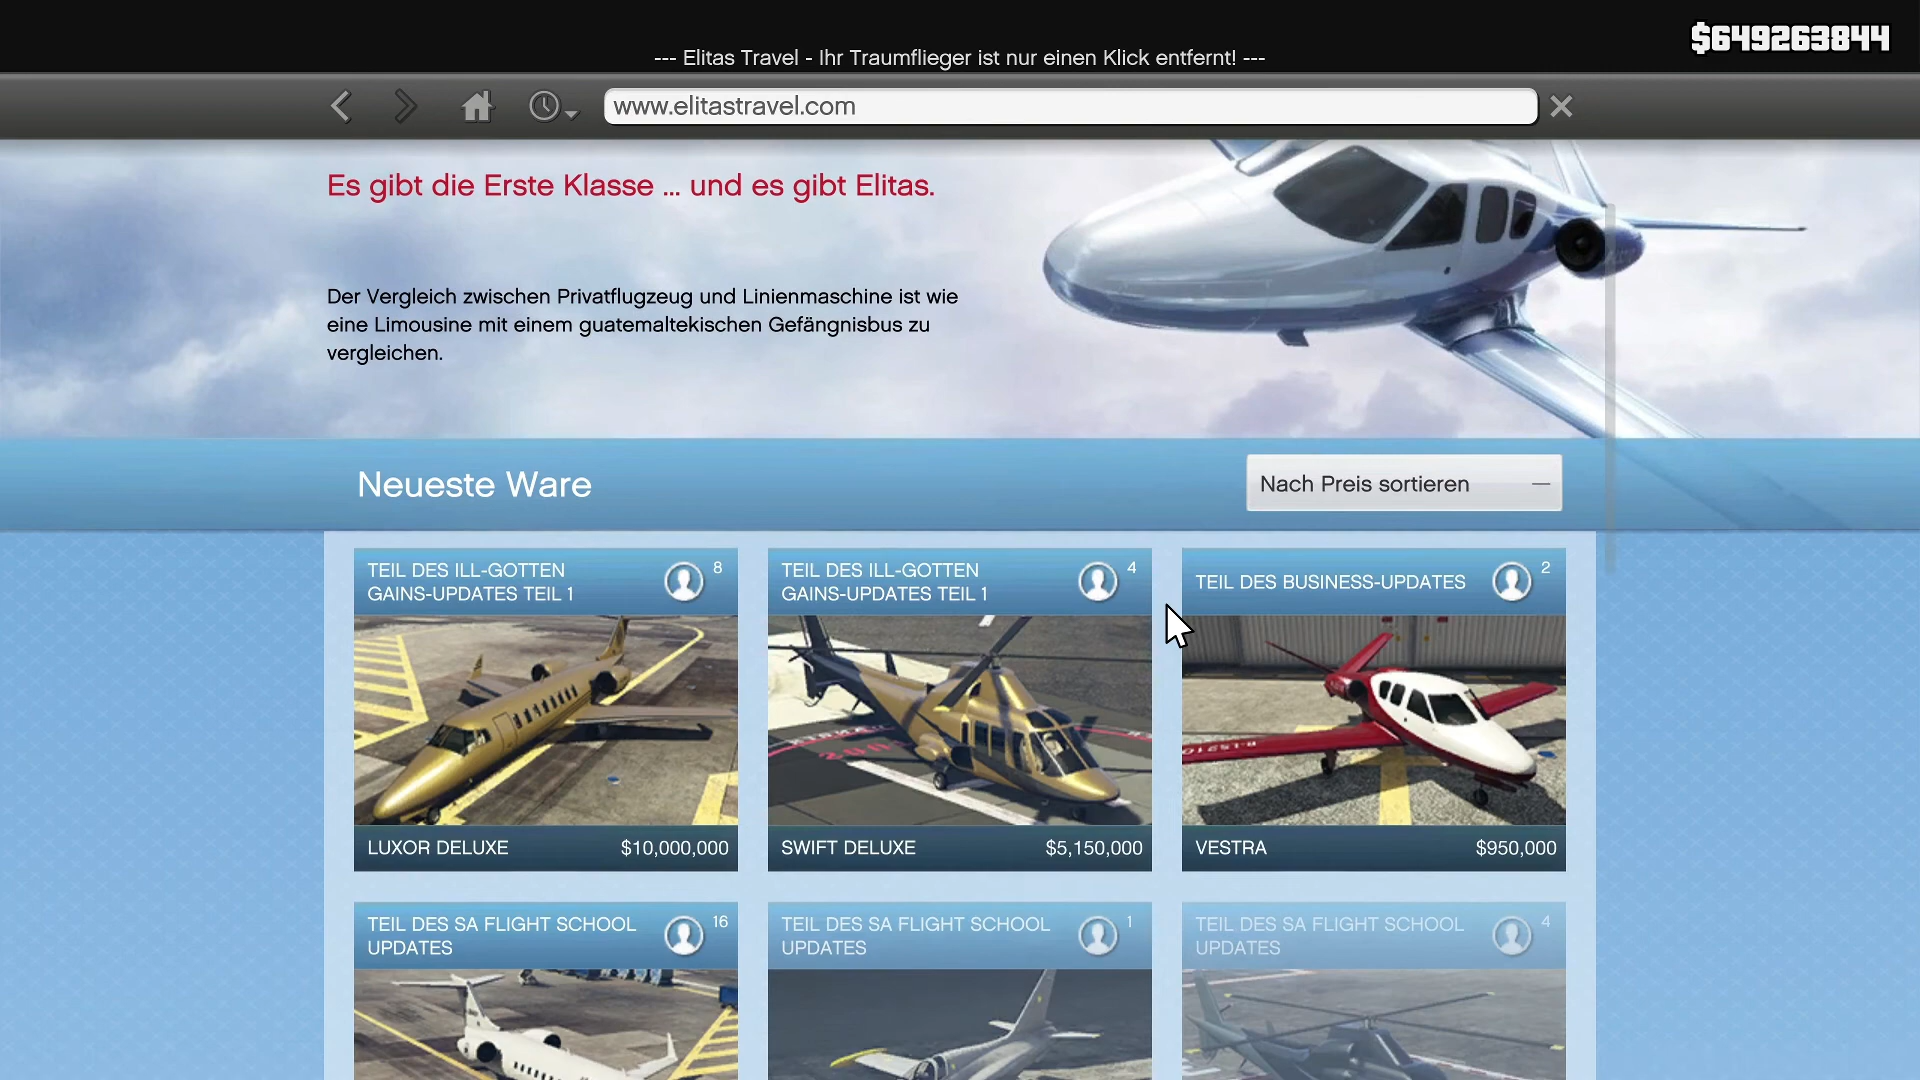 $649263844
--- Elitas Travel - Ihr Traumflieger ist nur einen Klick entfernt! ---
www.elitastravel.com
Es gibt die Erste Klasse ... und es gibt Elitas.
Der Vergleich zwischen Privatflugzeug und Linienmaschine ist wie
eine Limousine mit einem guatemaltekischen Gefängnisbus zu
vergleichen.
Neueste Ware
Nach Preis sortieren
TEIL DES ILL-GOTTEN
GAINS-UPDATES TEIL 1
8
TEIL DES ILL-GOTTEN
GAINS-UPDATES TEIL 1
4
TEIL DES BUSINESS-UPDATES
2
LUXOR DELUXE $10,000,000
SWIFT DELUXE $5,150,000
VESTRA $950,000
TEIL DES SA FLIGHT SCHOOL
UPDATES
16
TEIL DES SA FLIGHT SCHOOL
UPDATES
1
TEIL DES SA FLIGHT SCHOOL
UPDATES
4